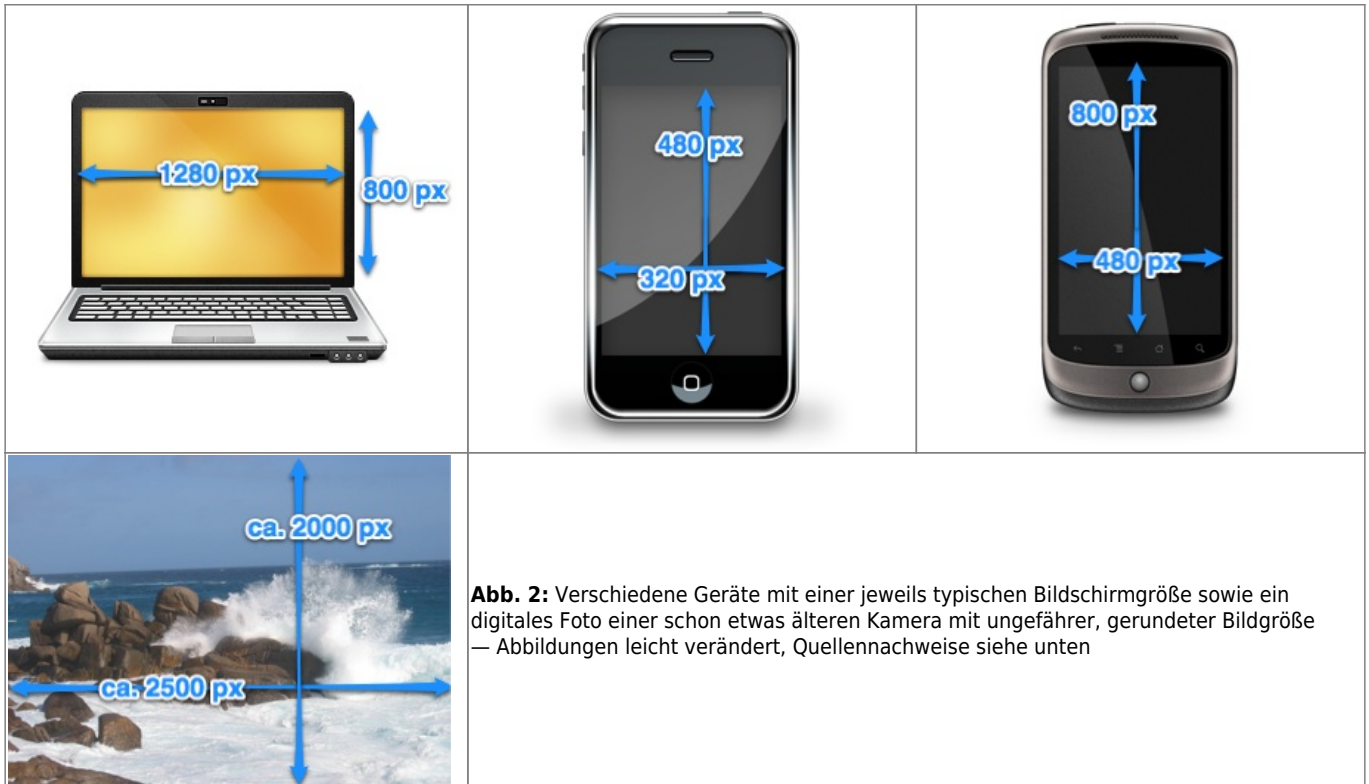 1280 px
800 px
480 px
320 px
800 px
480 px
ca. 2000 px
ca. 2500 px
Abb. 2: Verschiedene Geräte mit einer jeweils typischen Bildschirmgröße sowie ein
digitales Foto einer schon etwas älteren Kamera mit ungefährer, gerundeter Bildgröße
— Abbildungen leicht verändert, Quellennachweise siehe unten